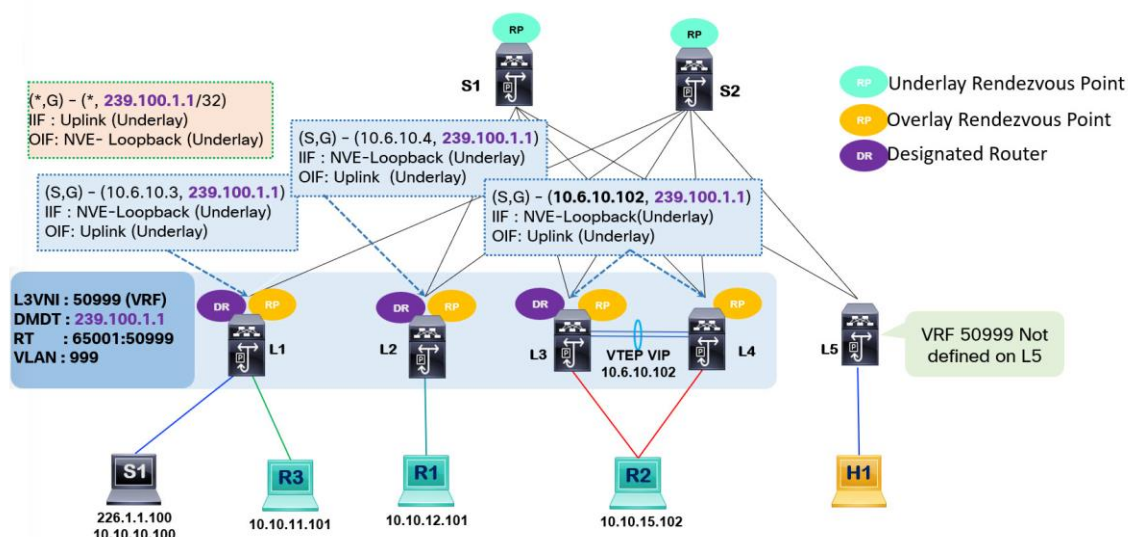 RP
S1
RP
S2
RP Underlay Rendezvous Point
RP Overlay Rendezvous Point
DR Designated Router
(*,G) – (*, 239.100.1.1/32)
IIF : Uplink (Underlay)
OIF: NVE- Loopback (Underlay)
(S,G) – (10.6.10.4, 239.100.1.1)
IIF : NVE-Loopback (Underlay)
OIF: Uplink (Underlay)
(S,G) – (10.6.10.3, 239.100.1.1)
IIF : NVE-Loopback (Underlay)
OIF: Uplink (Underlay)
(S,G) – (10.6.10.102, 239.100.1.1)
IIF : NVE-Loopback(Underlay)
OIF: Uplink (Underlay)
L3VNI : 50999 (VRF)
DMDT : 239.100.1.1
RT : 65001:50999
VLAN : 999
DR
RP
L1
DR
RP
L2
DR
RP
L3
VTEP VIP
10.6.10.102
RP
L4
L5
VRF 50999 Not
defined on L5
S1
226.1.1.100
10.10.10.100
R3
10.10.11.101
R1
10.10.12.101
R2
10.10.15.102
H1